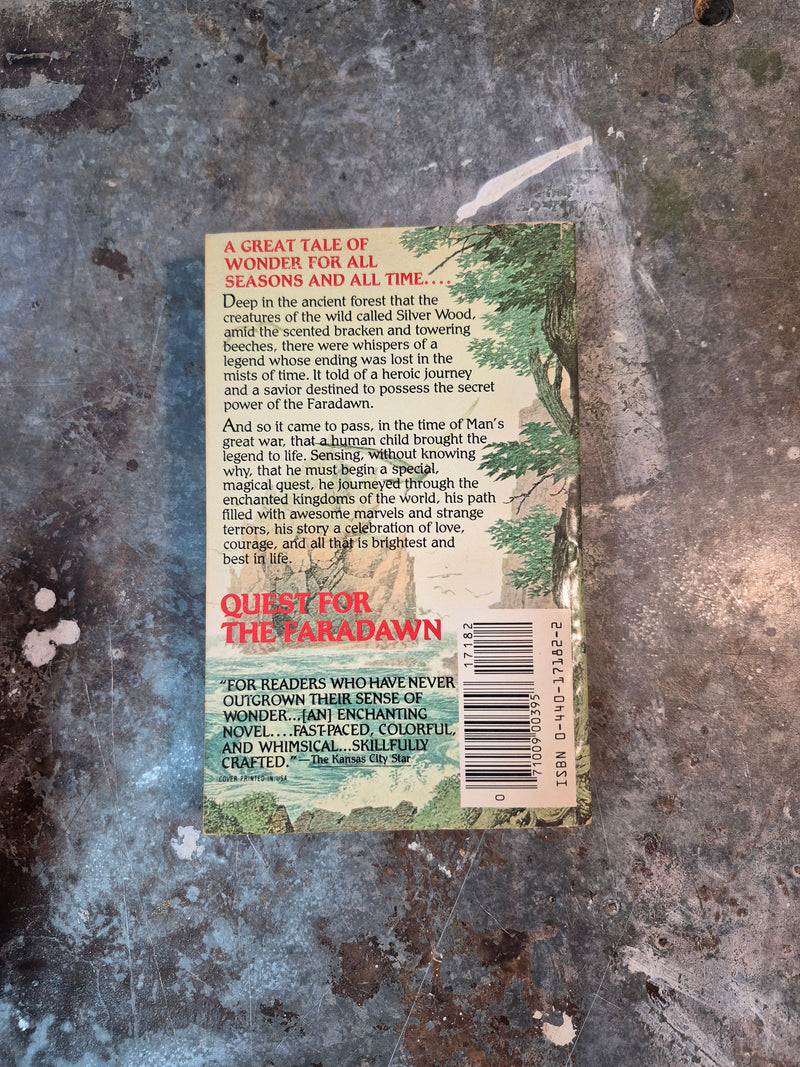 A GREAT TALE OF
WONDER FOR ALL
SEASONS AND ALL TIME....
Deep in the ancient forest that the
creatures of the wild called Silver Wood,
amid the scented bracken and towering
beeches, there were whispers of a
legend whose ending was lost in the
mists of time. It told of a heroic journey
and a savior destined to possess the secret
power of the Faradawn.
And so it came to pass, in the time of Man's
great war, that a human child brought the
legend to life. Sensing, without knowing
why, that he must begin a special,
magical quest, he journeyed through the
enchanted kingdoms of the world, his path
filled with awesome marvels and strange
terrors, his story a celebration of love,
courage, and all that is brightest and
best in life.
QUEST FOR
THE FARADAWN
"FOR READERS WHO HAVE NEVER
OUTGROWN THEIR SENSE OF
WONDER...[AN] ENCHANTING
NOVEL....FAST-PACED, COLORFUL,
AND WHIMSICAL...SKILLFULLY
CRAFTED."—The Kansas City Star
COVER PRINTED IN USA
17182
0 71009 00395
ISBN 0-440-17182-2